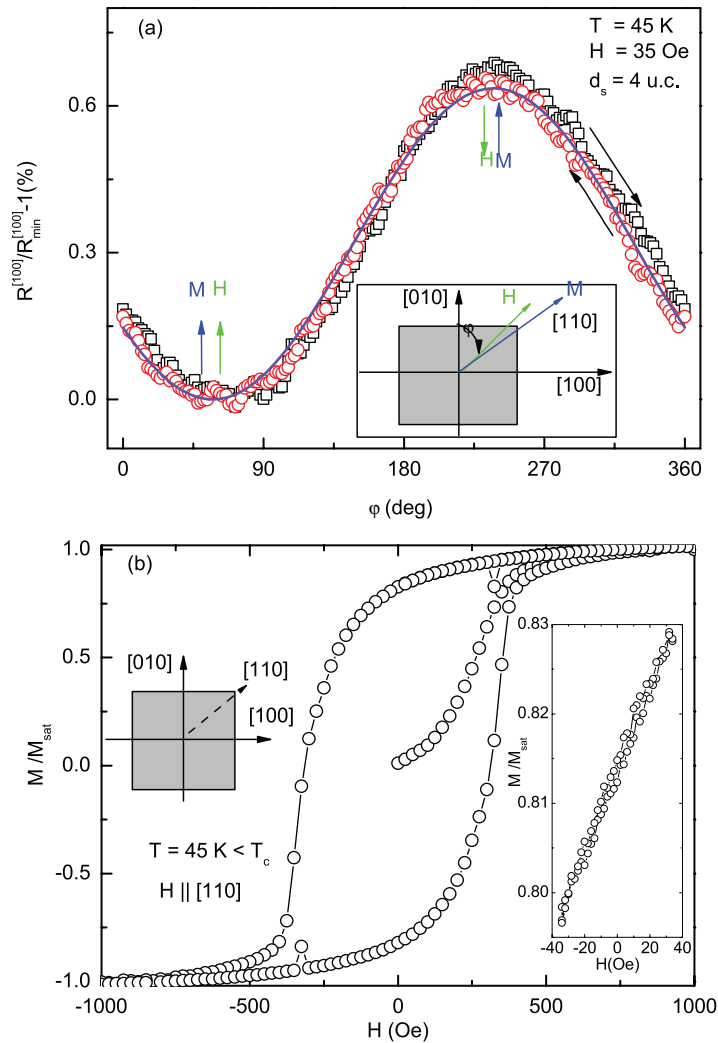 (a)
T = 45 K
H = 35 Oe
d_s = 4 u.c.
R^[100]/R_min^[100]-1(%)
0.6
0.3
0.0
H
M
M
H
[010]
H
M
[110]
φ
[100]
0
90
180
270
360
φ (deg)
(b)
M/M_sat
1.0
0.5
0.0
-0.5
-1.0
[010]
[110]
[100]
T = 45 K < T_c
H || [110]
M/M_sat
0.83
0.82
0.81
0.80
-40
-20
0
20
40
H(Oe)
-1000
-500
0
500
1000
H (Oe)